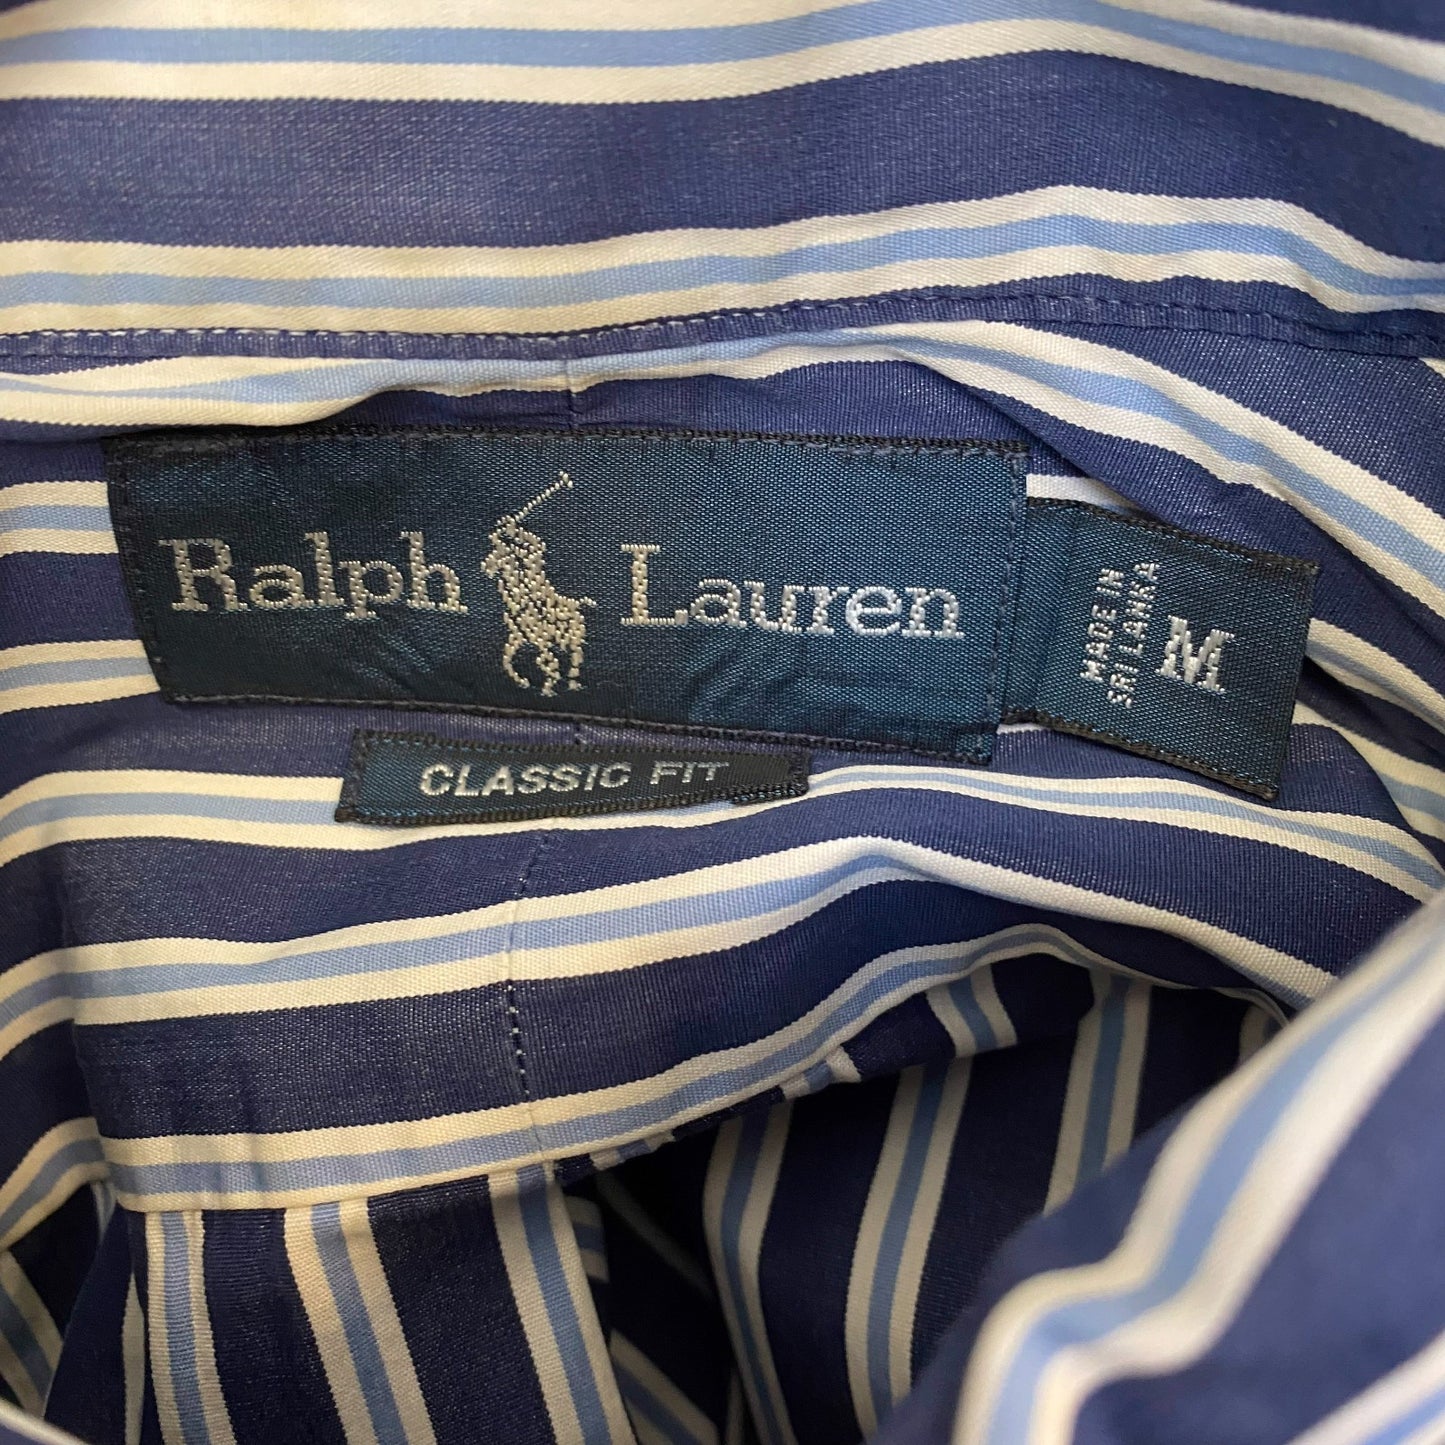 Ralph Lauren
MADE IN
SRI LANKA
M
CLASSIC FIT